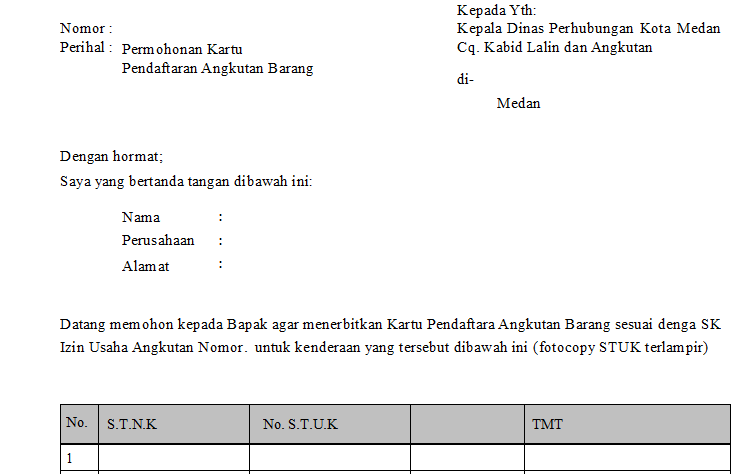 Kepada Yth:
Nomor :
Kepala Dinas Perhubungan Kota Medan
Perihal : Permohonan Kartu
Cq. Kabid Lalin dan Angkutan
Pendaftaran Angkutan Barang
di-
Medan
Dengan hormat;
Saya yang bertanda tangan dibawah ini:
Nama :
Perusahaan :
Alamat :
Datang memohon kepada Bapak agar menerbitkan Kartu Pendaftara Angkutan Barang sesuai denga SK
Izin Usaha Angkutan Nomor. untuk kenderaan yang tersebut dibawah ini (fotocopy STUK terlampir)
No. S.T.N.K No. S.T.U.K TMT
1